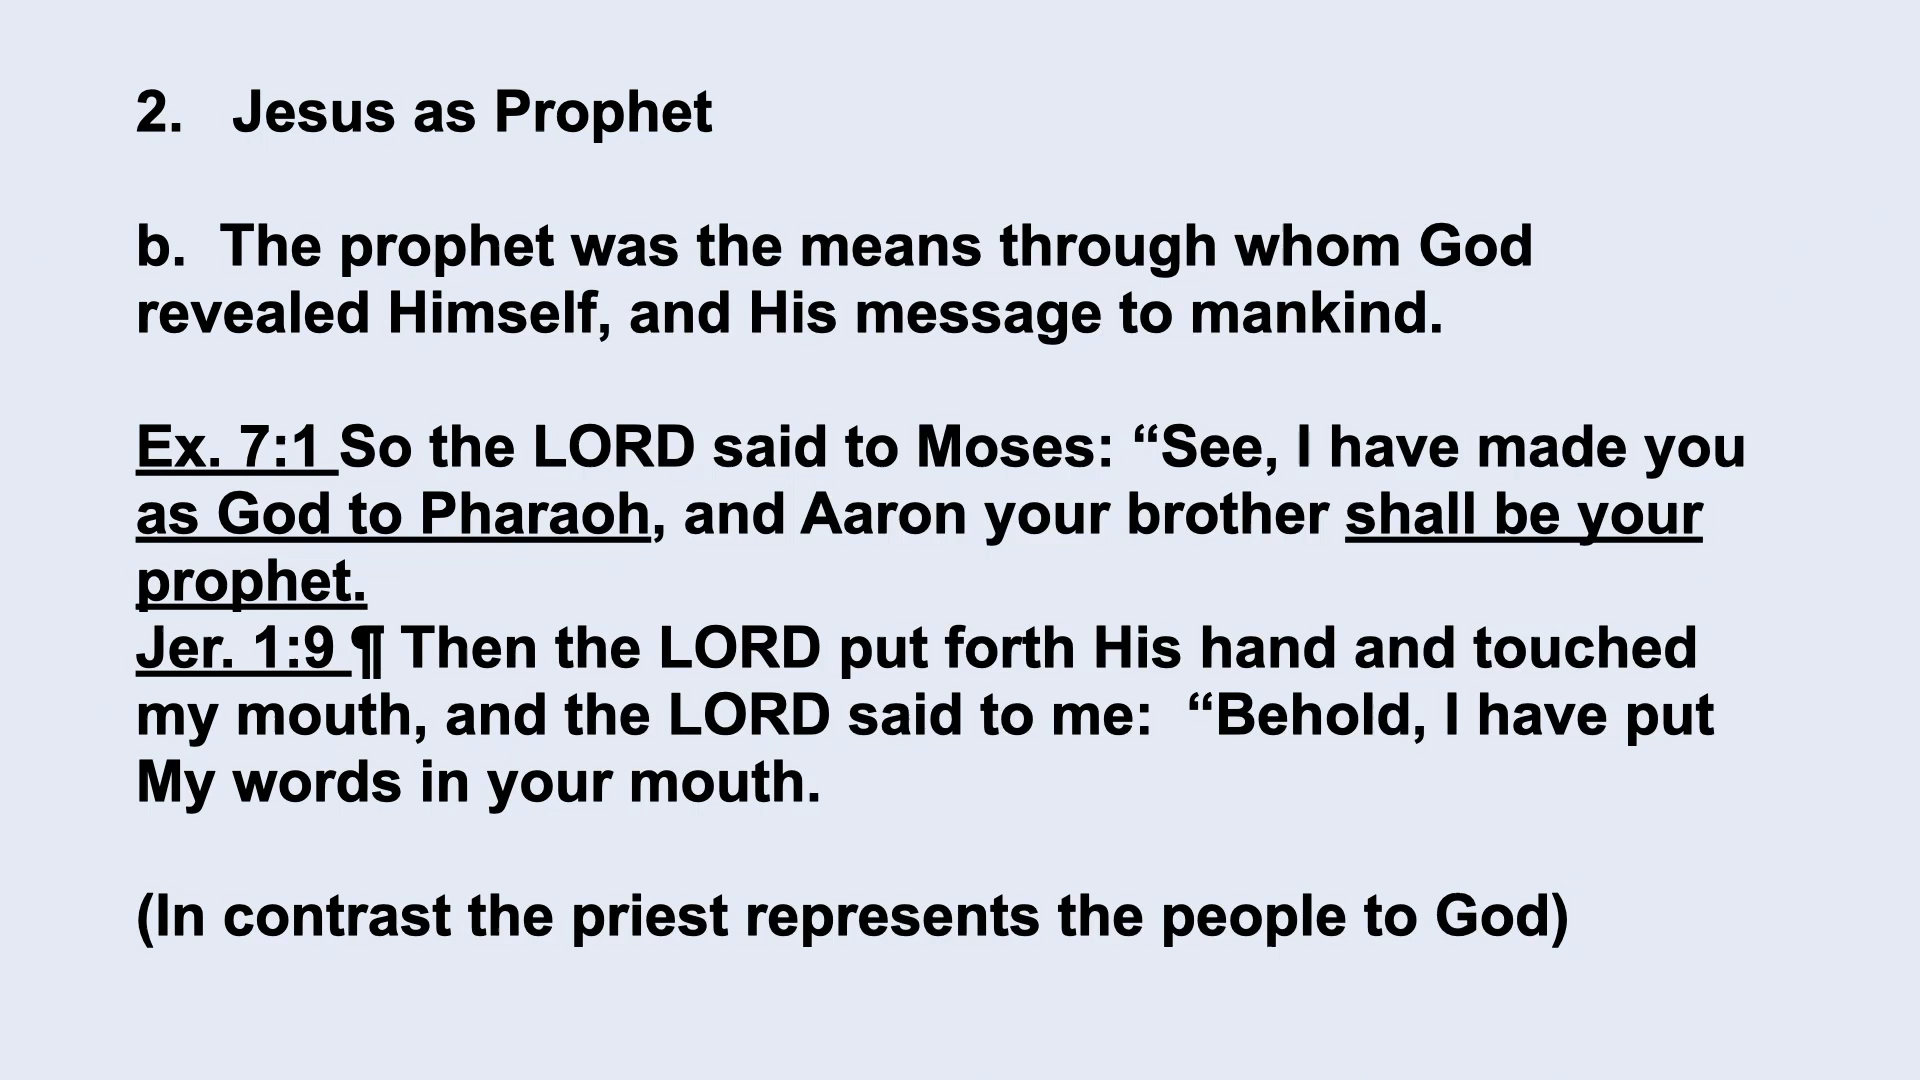 2. Jesus as Prophet
b. The prophet was the means through whom God
revealed Himself, and His message to mankind.
Ex. 7:1 So the LORD said to Moses: “See, I have made you
as God to Pharaoh, and Aaron your brother shall be your
prophet.
Jer. 1:9 ¶ Then the LORD put forth His hand and touched
my mouth, and the LORD said to me:  “Behold, I have put
My words in your mouth.
(In contrast the priest represents the people to God)